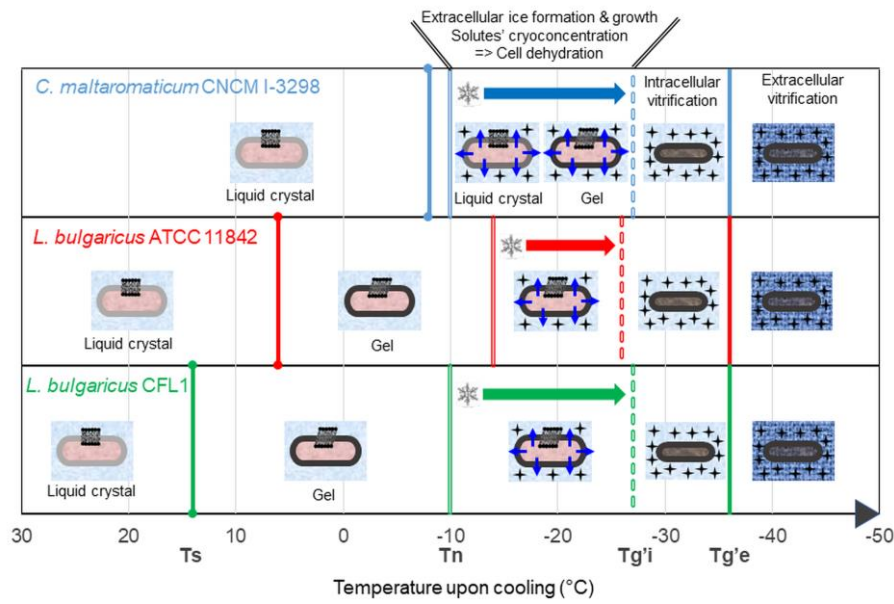 Extracellular ice formation & growth
Solutes' cryoconcentration
=> Cell dehydration
C. maltaromaticum CNCM I-3298
Intracellular
vitrification
Extracellular
vitrification
Liquid crystal
Liquid crystal
Gel
L. bulgaricus ATCC 11842
Liquid crystal
Gel
L. bulgaricus CFL1
Liquid crystal
Gel
30 20 10 0 -10 -20 -30 -40 -50
Ts Tn Tg'i Tg'e
Temperature upon cooling (°C)